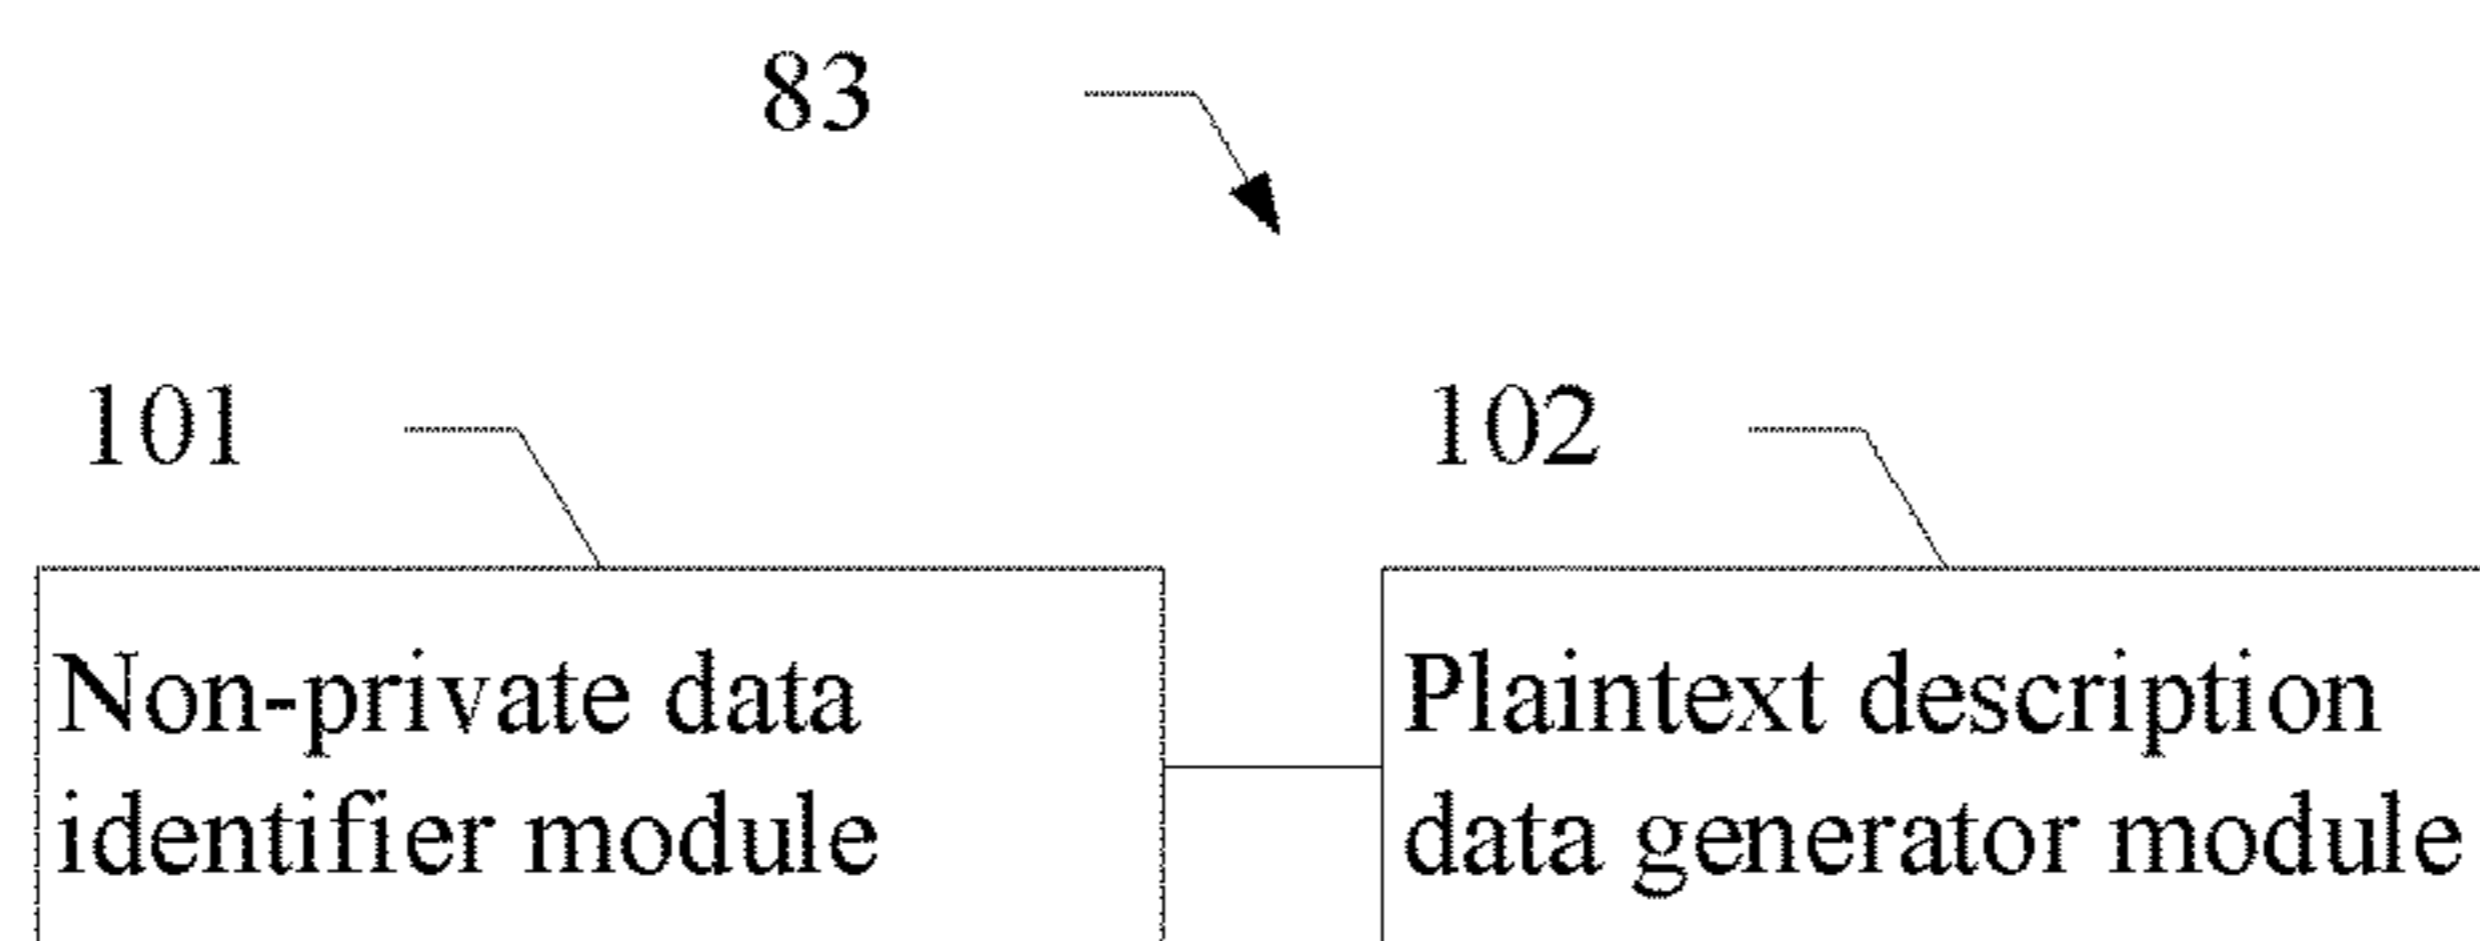 83
101
102
Non-private data
identifier module
Plaintext description
data generator module